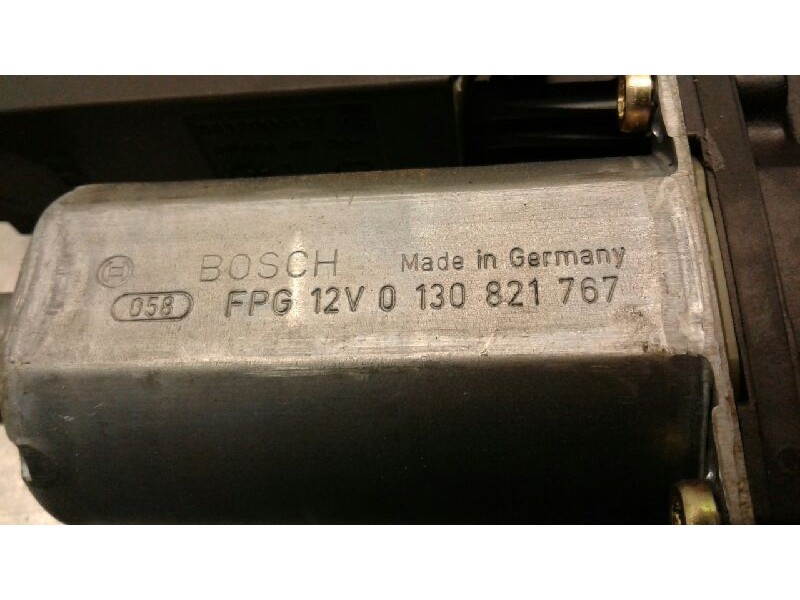 BOSCH Made in Germany
058 FPG 12V 0 130 821 767